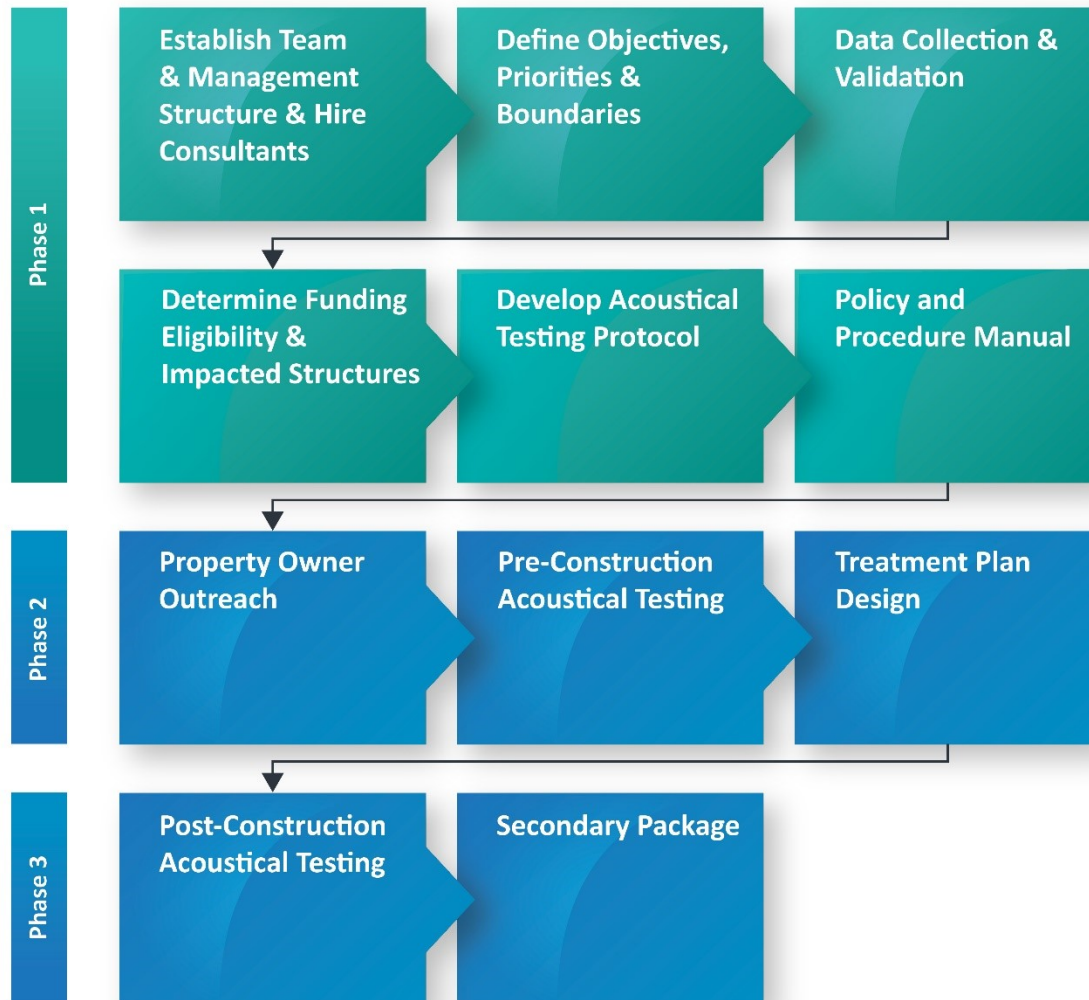 Phase 1
Establish Team
& Management
Structure & Hire
Consultants
Define Objectives,
Priorities &
Boundaries
Data Collection &
Validation
Determine Funding
Eligibility &
Impacted Structures
Develop Acoustical
Testing Protocol
Policy and
Procedure Manual
Phase 2
Property Owner
Outreach
Pre-Construction
Acoustical Testing
Treatment Plan
Design
Phase 3
Post-Construction
Acoustical Testing
Secondary Package